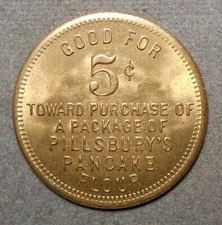 GOOD FOR
5¢
TOWARD PURCHASE OF
A PACKAGE OF
PILLSBURY'S
PANCAKE
FLOUR